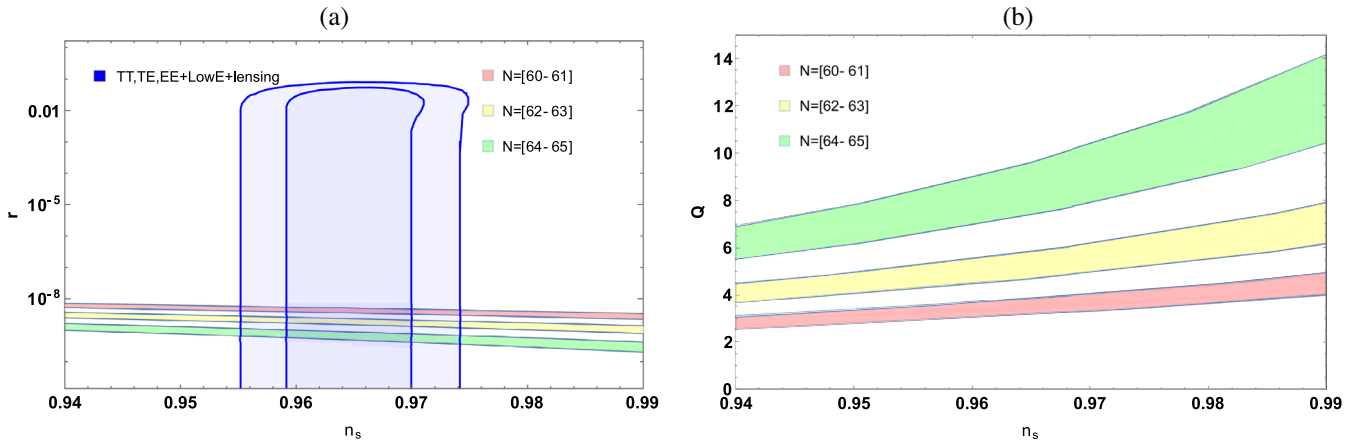 (a)
TT,TE,EE+LowE+lensing
N=[60- 61]
N=[62- 63]
N=[64- 65]
r
0.01
10⁻⁵
10⁻⁸
0.94 0.95 0.96 0.97 0.98 0.99
nₛ
(b)
N=[60- 61]
N=[62- 63]
N=[64- 65]
Q
14
12
10
8
6
4
2
0
0.94 0.95 0.96 0.97 0.98 0.99
nₛ